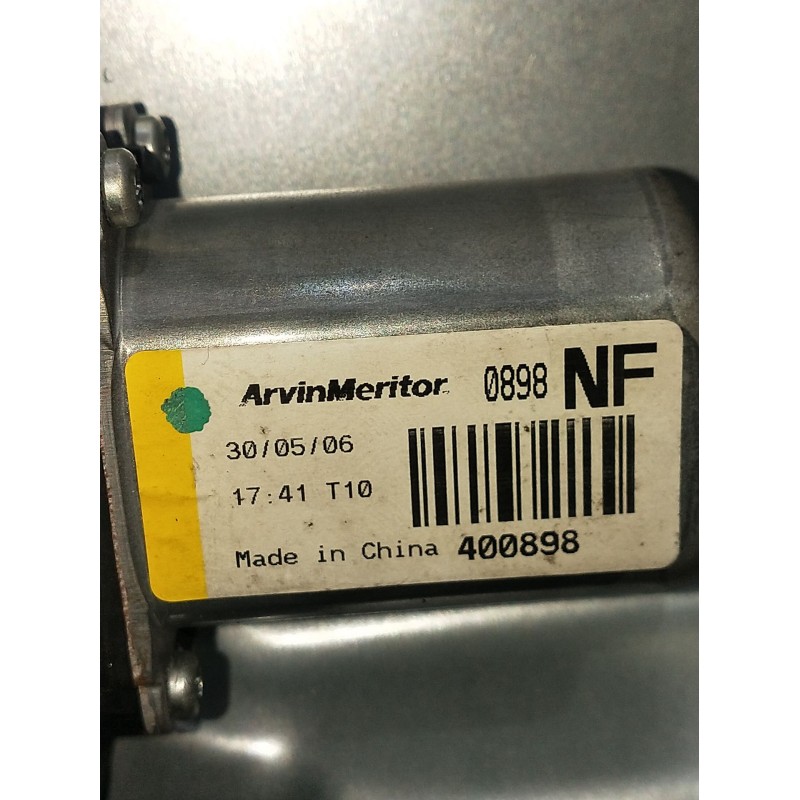 ArvinMeritor 0898 NF
30/05/06
17:41 T10
Made in China 400898